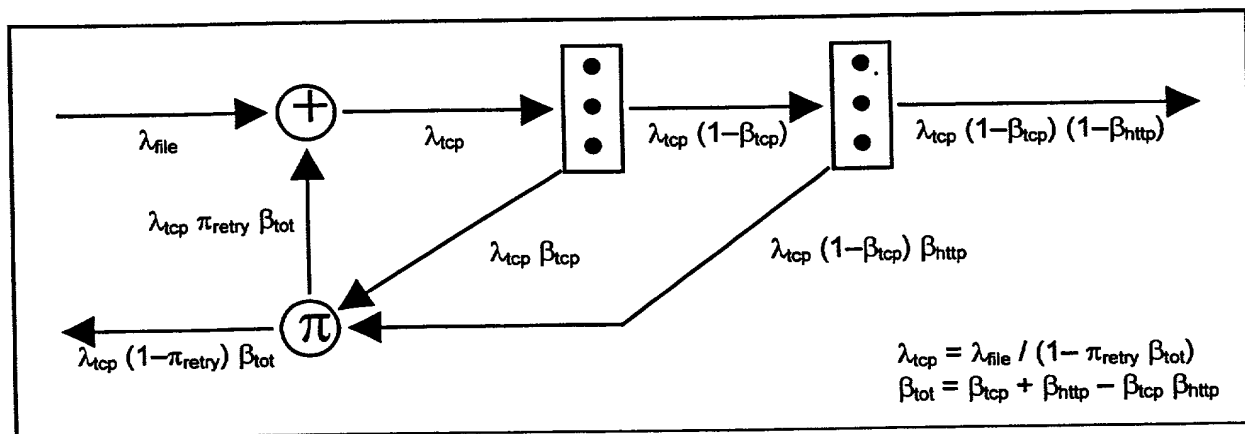 +
λfile
λtcp
λtcp (1–βtcp)
λtcp (1–βtcp) (1–βhttp)
λtcp πretry βtot
λtcp βtcp
λtcp (1–βtcp) βhttp
π
λtcp (1–πretry) βtot
λtcp = λfile / (1– πretry βtot)
βtot = βtcp + βhttp – βtcp βhttp